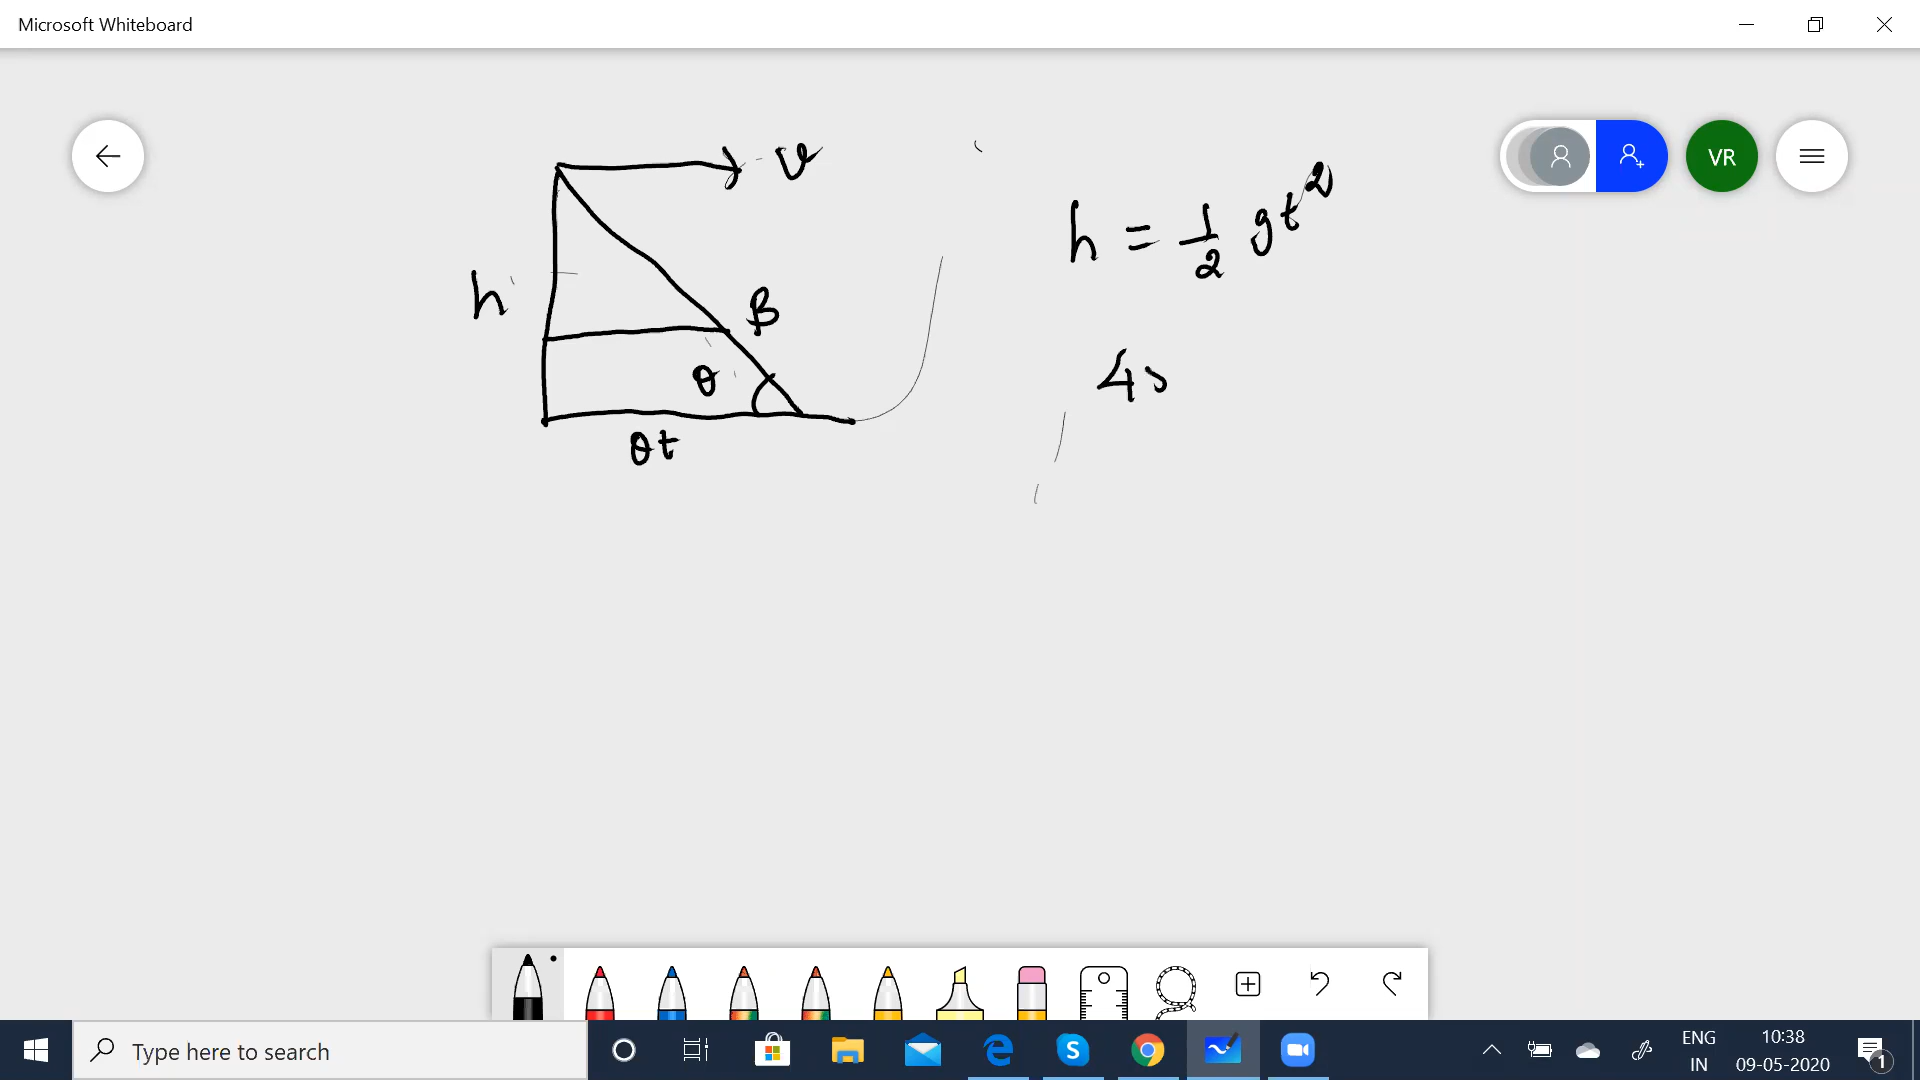 Microsoft Whiteboard
v
VR
h = 1/2 gt²
h
B
θ
45
θt
Type here to search
ENG
IN
10:38
09-05-2020
1